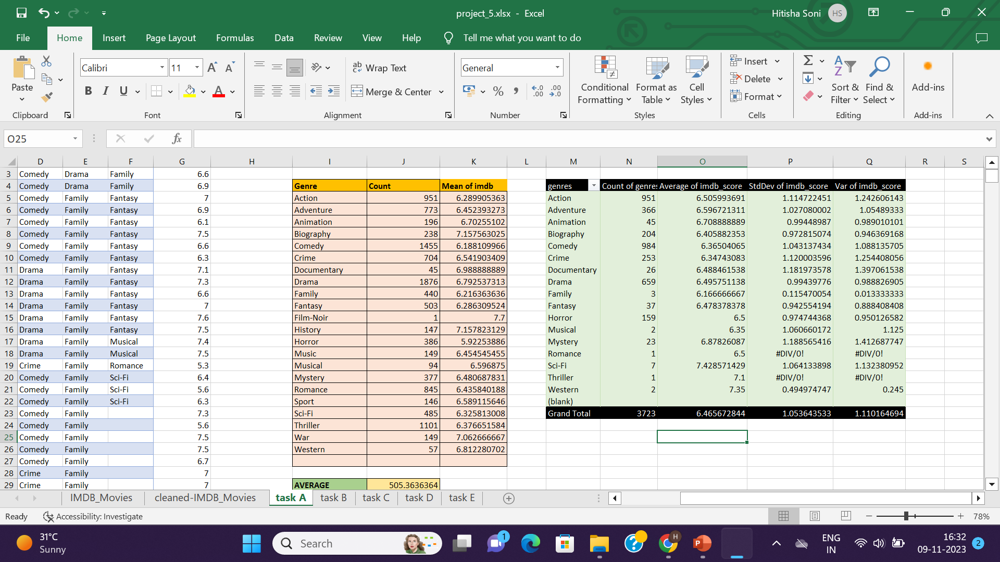 project_5.xlsx - Excel
Hitisha Soni HS
File Home Insert Page Layout Formulas Data Review View Help Tell me what you want to do
Paste
Clipboard
Calibri 11 A A
B I U A
Font
ab Wrap Text
Merge & Center
Alignment
General
% , .00 .00
Number
Conditional Formatting
Format as Table
Cell Styles
Styles
Insert
Delete
Format
Cells
Sort & Filter
Find & Select
Editing
Add-ins
Add-ins
O25 fx
D E F G H I J K L M N O P Q R S
3 Comedy Drama Family 6.6
4 Comedy Drama Family 6.9 Genre Count Mean of imdb genres Count of genre Average of imdb_score StdDev of imdb_score Var of imdb_score
5 Comedy Family Fantasy 7 Action 951 6.289905363 Action 951 6.505993691 1.114722451 1.242606143
6 Comedy Family Fantasy 6.9 Adventure 773 6.452393273 Adventure 366 6.596721311 1.027080002 1.05489333
7 Comedy Family Fantasy 6.1 Animation 196 6.70255102 Animation 45 6.708888889 0.99448987 0.989010101
8 Comedy Family Fantasy 7.5 Biography 238 7.157563025 Biography 204 6.405882353 0.972815074 0.946369168
9 Comedy Family Fantasy 6.6 Comedy 1455 6.188109966 Comedy 984 6.36504065 1.043137434 1.088135705
10 Comedy Family Fantasy 6.3 Crime 704 6.541903409 Crime 253 6.34743083 1.120003596 1.254408056
11 Drama Family Fantasy 7.1 Documentary 45 6.988888889 Documentary 26 6.488461538 1.181973578 1.397061538
12 Drama Family Fantasy 7.3 Drama 1876 6.792537313 Drama 659 6.495751138 0.99439776 0.988826905
13 Drama Family Fantasy 6.6 Family 440 6.216363636 Family 3 6.166666667 0.115470054 0.013333333
14 Drama Family Fantasy 7 Fantasy 503 6.286309524 Fantasy 37 6.478378378 0.942554194 0.888408408
15 Drama Family Fantasy 7.6 Film-Noir 1 7.7 Horror 159 6.5 0.974744368 0.950126582
16 Drama Family Fantasy 7.5 History 147 7.157823129 Musical 2 6.35 1.060660172 1.125
17 Drama Family Musical 7.4 Horror 386 5.92253886 Mystery 23 6.87826087 1.188565416 1.412687747
18 Drama Family Musical 7.5 Music 149 6.454545455 Romance 1 6.5 #DIV/0! #DIV/0!
19 Crime Family Romance 5.3 Musical 94 6.596875 Sci-Fi 7 7.428571429 1.064133898 1.132380952
20 Comedy Family Sci-Fi 6.4 Mystery 377 6.480687831 Thriller 1 7.1 #DIV/0! #DIV/0!
21 Comedy Family Sci-Fi 5.6 Romance 845 6.435840188 Western 2 7.35 0.494974747 0.245
22 Comedy Family Sci-Fi 6.3 Sport 146 6.589115646 (blank)
23 Comedy Family 7.3 Sci-Fi 485 6.325813008 Grand Total 3723 6.465672844 1.053643533 1.110164694
24 Comedy Family 5.6 Thriller 1101 6.376651584
25 Comedy Family 7.5 War 149 7.062666667
26 Comedy Family 7.5 Western 57 6.812280702
27 Comedy Family 6.7
28 Crime Family 7
29 Crime Family 7 AVERAGE 505.3636364
IMDB_Movies cleaned-IMDB_Movies task A task B task C task D task E
Ready Accessibility: Investigate 78%
31°C
Sunny
Search
1
H
P
ENG
IN
16:32
09-11-2023
2